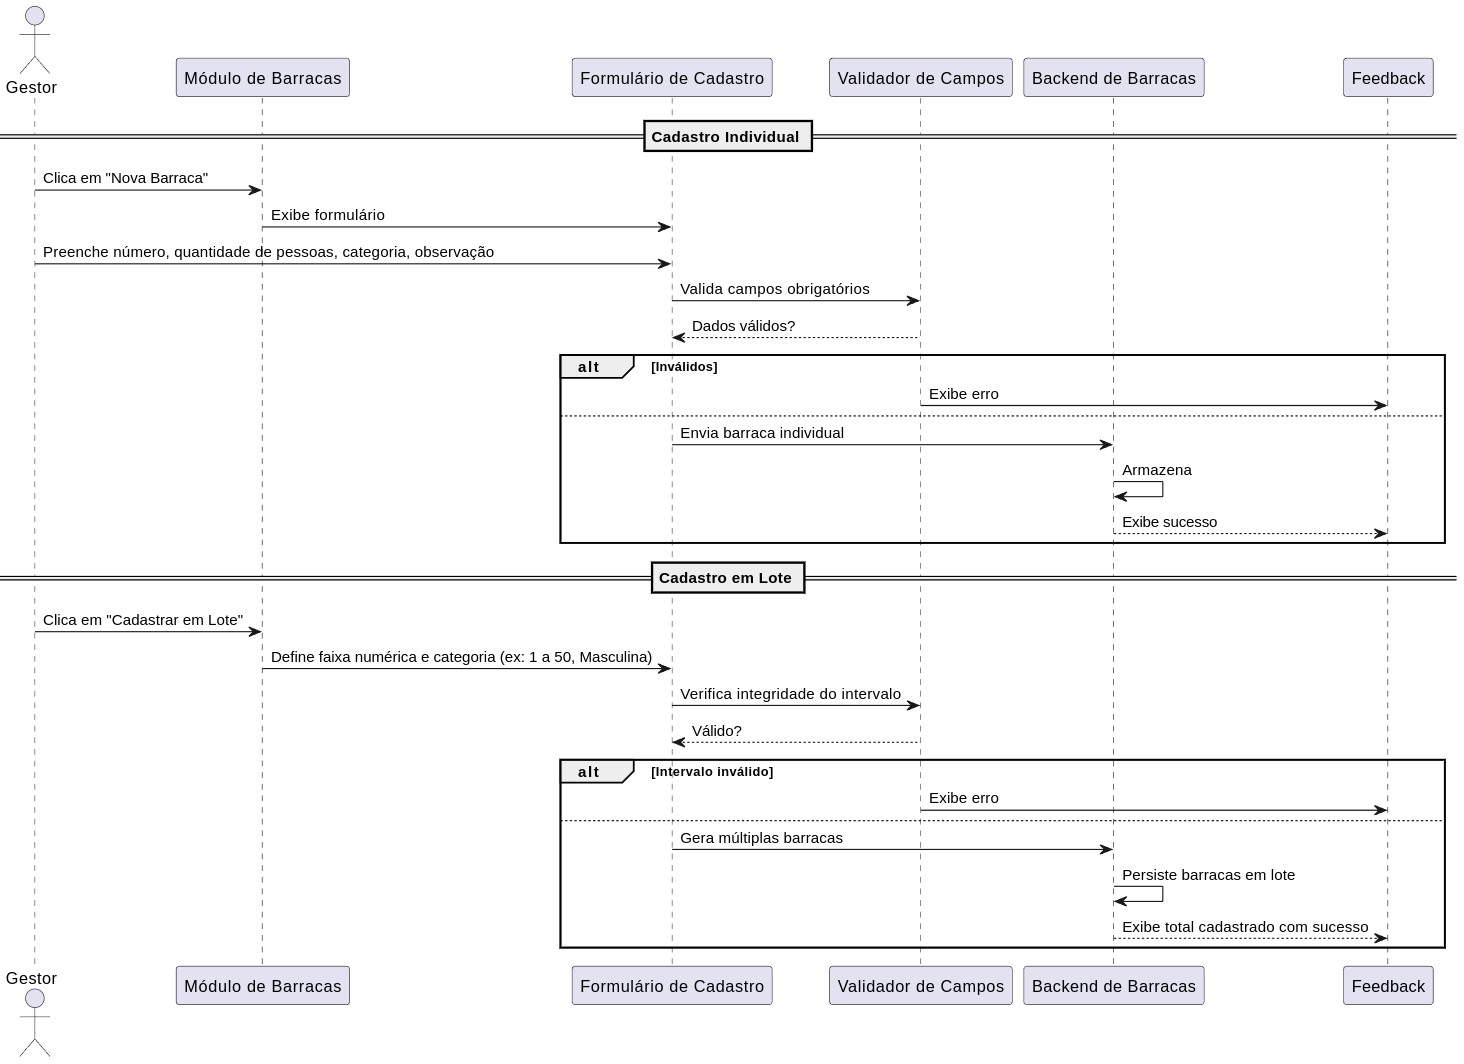 Gestor
Módulo de Barracas
Formulário de Cadastro
Validador de Campos
Backend de Barracas
Feedback
Cadastro Individual
Clica em "Nova Barraca"
Exibe formulário
Preenche número, quantidade de pessoas, categoria, observação
Valida campos obrigatórios
Dados válidos?
alt
[Inválidos]
Exibe erro
Envia barraca individual
Armazena
Exibe sucesso
Cadastro em Lote
Clica em "Cadastrar em Lote"
Define faixa numérica e categoria (ex: 1 a 50, Masculina)
Verifica integridade do intervalo
Válido?
alt
[Intervalo inválido]
Exibe erro
Gera múltiplas barracas
Persiste barracas em lote
Exibe total cadastrado com sucesso
Gestor
Módulo de Barracas
Formulário de Cadastro
Validador de Campos
Backend de Barracas
Feedback